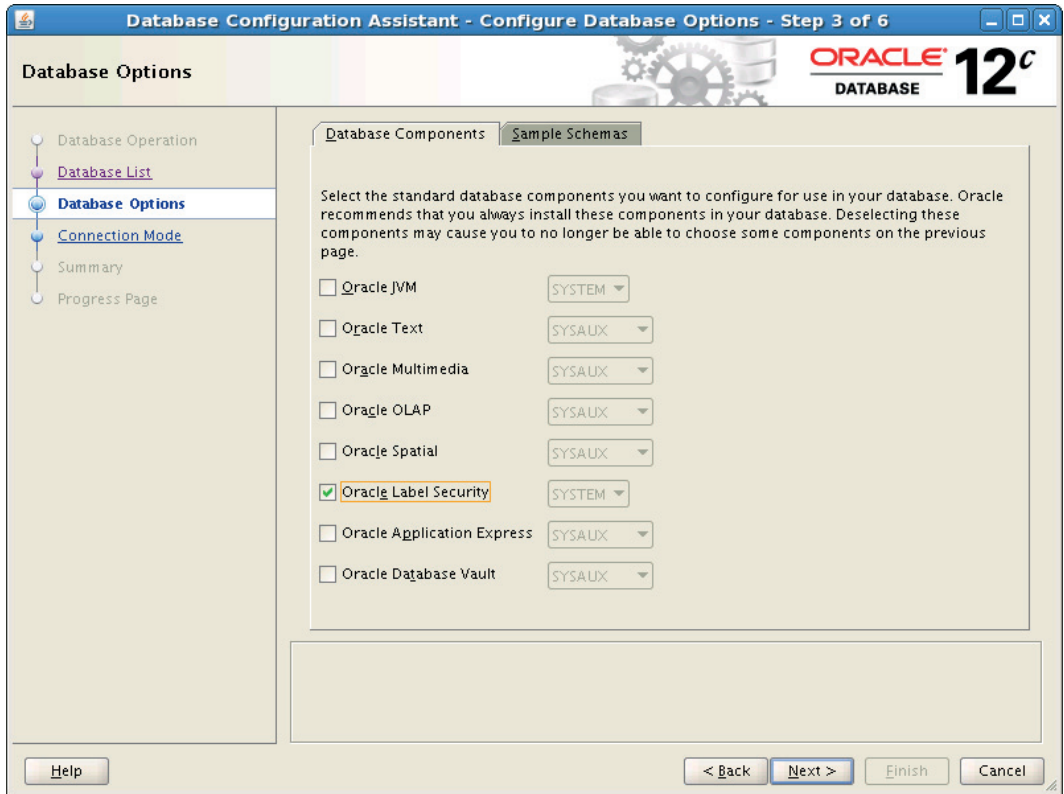 Database Configuration Assistant - Configure Database Options - Step 3 of 6
Database Options
ORACLE
DATABASE
12c
Database Operation
Database List
Database Options
Connection Mode
Summary
Progress Page
Database Components
Sample Schemas
Select the standard database components you want to configure for use in your database. Oracle
recommends that you always install these components in your database. Deselecting these
components may cause you to no longer be able to choose some components on the previous
page.
Oracle JVM SYSTEM
Oracle Text SYSAUX
Oracle Multimedia SYSAUX
Oracle OLAP SYSAUX
Oracle Spatial SYSAUX
Oracle Label Security SYSTEM
Oracle Application Express SYSAUX
Oracle Database Vault SYSAUX
Help
< Back
Next >
Finish
Cancel